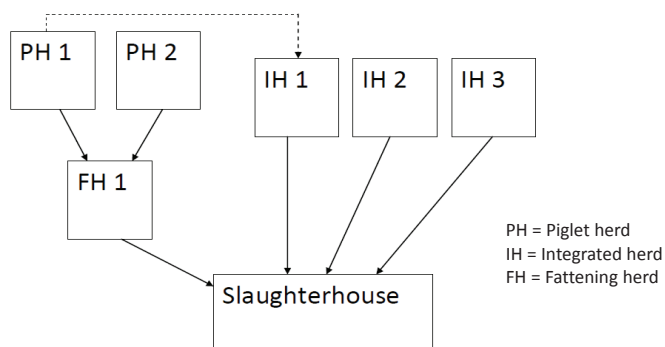 PH 1
PH 2
IH 1
IH 2
IH 3
FH 1
PH = Piglet herd
IH = Integrated herd
FH = Fattening herd
Slaughterhouse